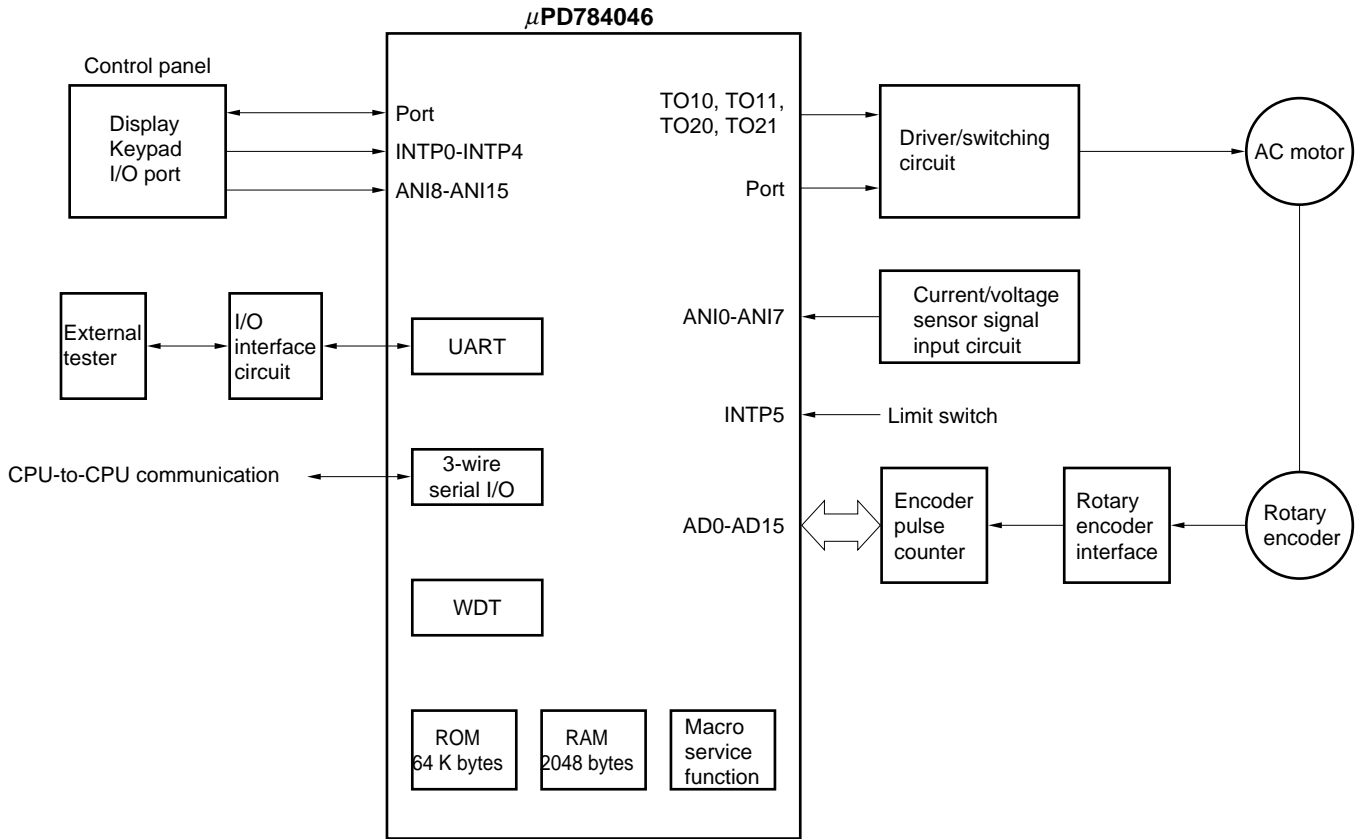 μPD784046
Control panel
Display
Keypad
I/O port
Port
INTP0-INTP4
ANI8-ANI15
TO10, TO11,
TO20, TO21
Port
Driver/switching
circuit
AC motor
External
tester
I/O
interface
circuit
UART
ANI0-ANI7
Current/voltage
sensor signal
input circuit
INTP5
Limit switch
CPU-to-CPU communication
3-wire
serial I/O
AD0-AD15
Encoder
pulse
counter
Rotary
encoder
interface
Rotary
encoder
WDT
ROM
64 K bytes
RAM
2048 bytes
Macro
service
function